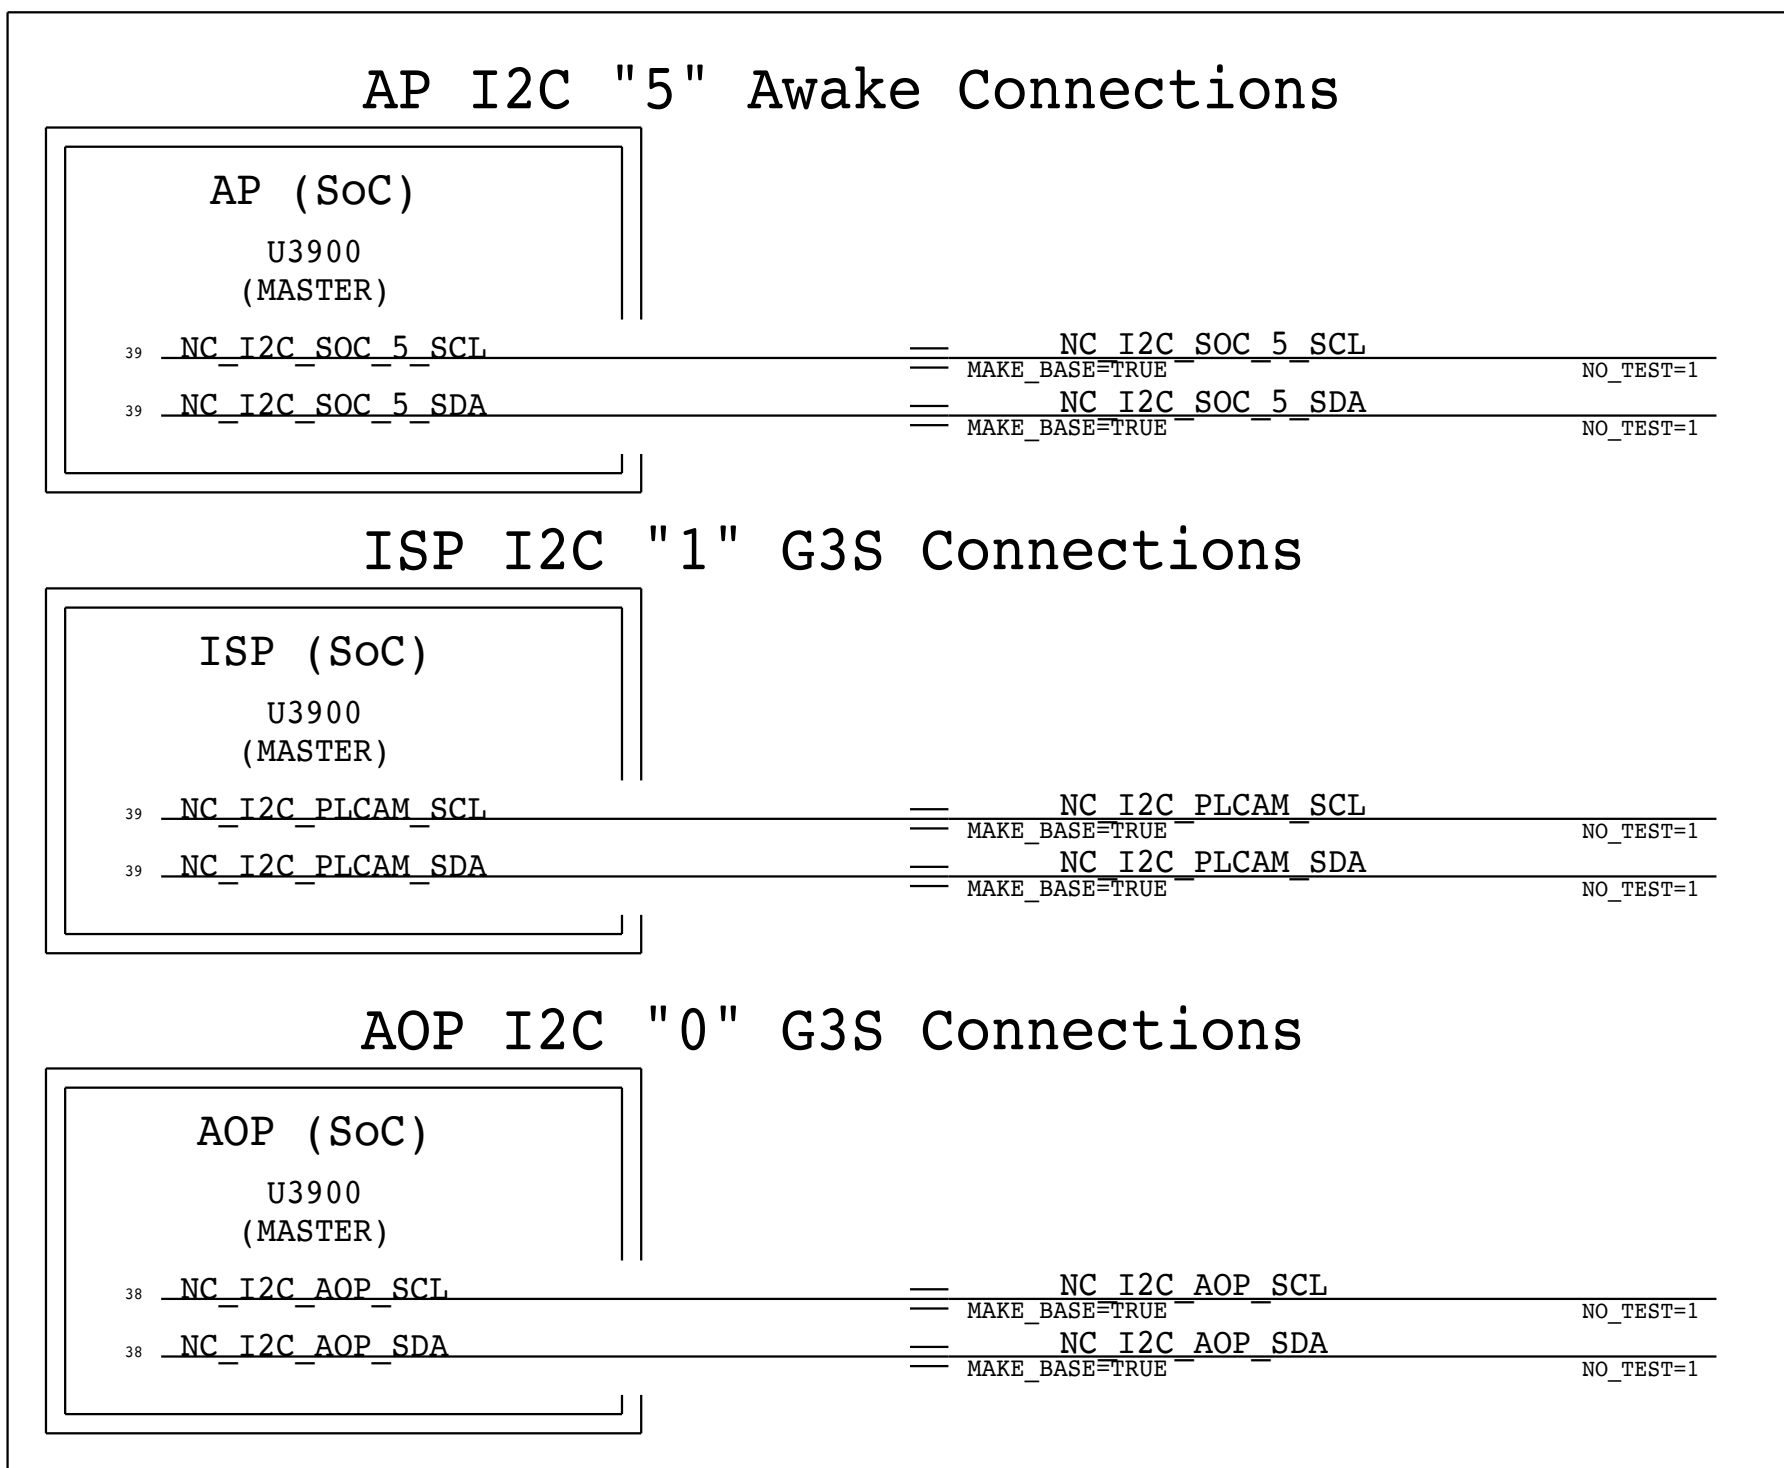 AP I2C "5" Awake Connections
AP (SoC)
U3900
(MASTER)
39 NC_I2C_SOC_5_SCL NC_I2C_SOC_5_SCL
MAKE_BASE=TRUE NO_TEST=1
39 NC_I2C_SOC_5_SDA NC_I2C_SOC_5_SDA
MAKE_BASE=TRUE NO_TEST=1
ISP I2C "1" G3S Connections
ISP (SoC)
U3900
(MASTER)
39 NC_I2C_PLCAM_SCL NC_I2C_PLCAM_SCL
MAKE_BASE=TRUE NO_TEST=1
39 NC_I2C_PLCAM_SDA NC_I2C_PLCAM_SDA
MAKE_BASE=TRUE NO_TEST=1
AOP I2C "0" G3S Connections
AOP (SoC)
U3900
(MASTER)
38 NC_I2C_AOP_SCL NC_I2C_AOP_SCL
MAKE_BASE=TRUE NO_TEST=1
38 NC_I2C_AOP_SDA NC_I2C_AOP_SDA
MAKE_BASE=TRUE NO_TEST=1